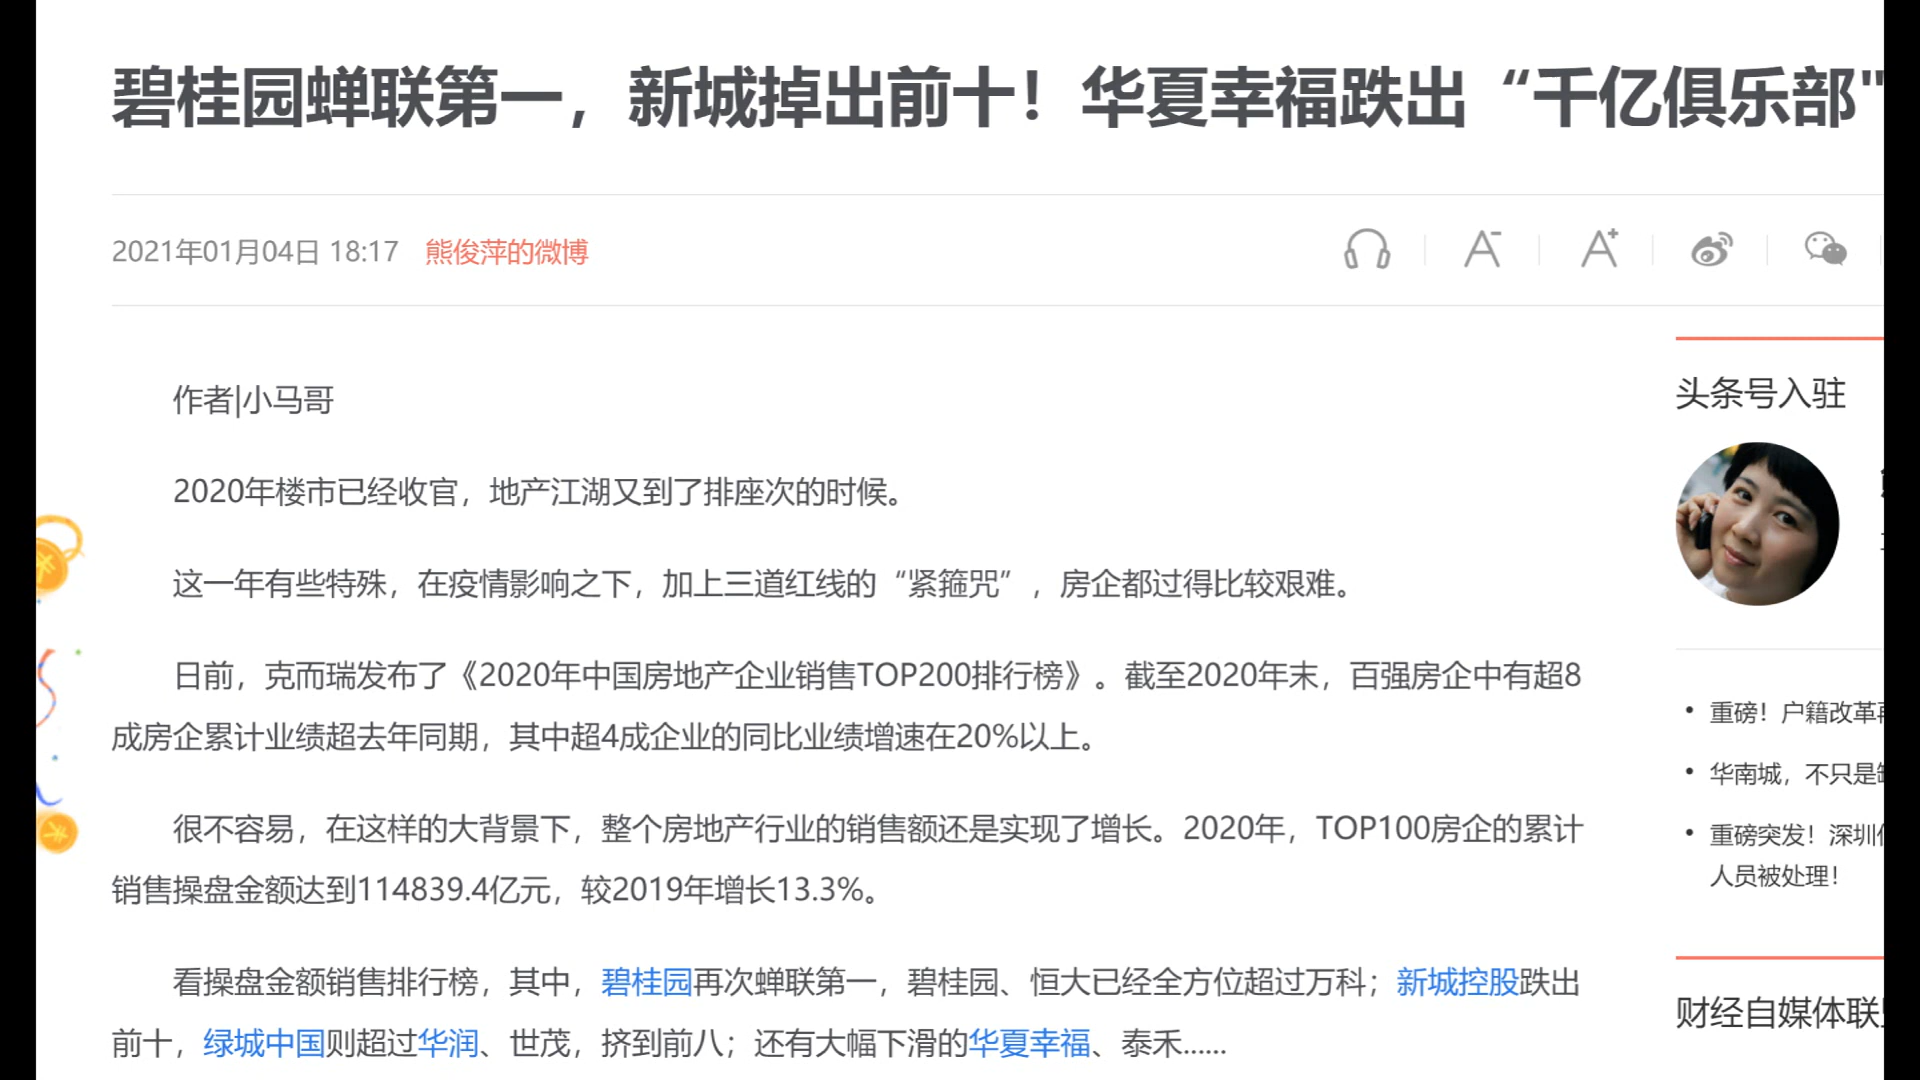 碧桂园蝉联第一，新城掉出前十！华夏幸福跌出“千亿俱乐部"
2021年01月04日 18:17 熊俊萍的微博
作者|小马哥
2020年楼市已经收官，地产江湖又到了排座次的时候。
这一年有些特殊，在疫情影响之下，加上三道红线的“紧箍咒”，房企都过得比较艰难。
日前，克而瑞发布了《2020年中国房地产企业销售TOP200排行榜》。截至2020年末，百强房企中有超8
成房企累计业绩超去年同期，其中超4成企业的同比业绩增速在20%以上。
很不容易，在这样的大背景下，整个房地产行业的销售额还是实现了增长。2020年，TOP100房企的累计
销售操盘金额达到114839.4亿元，较2019年增长13.3%。
看操盘金额销售排行榜，其中，碧桂园再次蝉联第一，碧桂园、恒大已经全方位超过万科；新城控股跌出
前十，绿城中国则超过华润、世茂，挤到前八；还有大幅下滑的华夏幸福、泰禾......
头条号入驻
重磅！户籍改革
华南城，不只是
重磅突发！深圳
人员被处理！
财经自媒体联